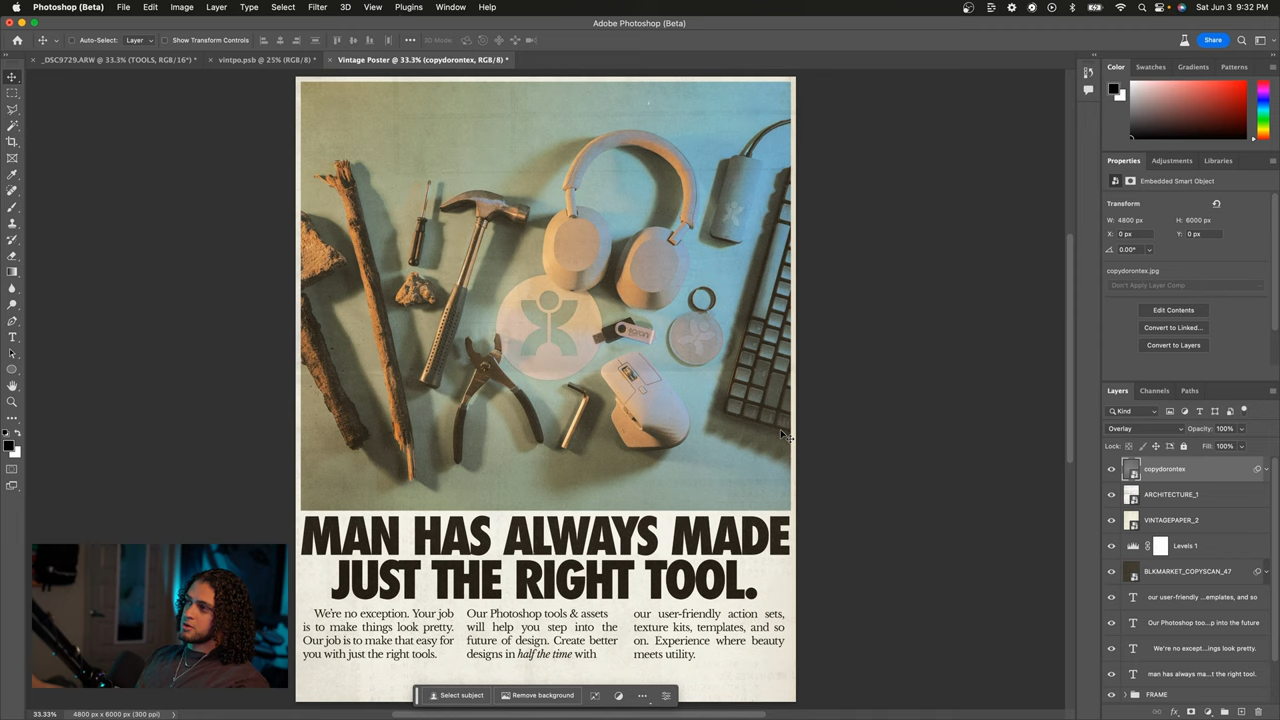 Photoshop (Beta) File Edit Image Layer Type Select Filter 3D View Plugins Window Help Sat Jun 3 9:32 PM
Adobe Photoshop (Beta)
Auto-Select: Layer Show Transform Controls 3D Mode: Share
_DSC9729.ARW @ 33.3% (TOOLS, RGB/16*) * vintpo.psb @ 25% (RGB/8) * Vintage Poster @ 33.3% (copydorontex, RGB/8) *
Color Swatches Gradients Patterns
Properties Adjustments Libraries
Embedded Smart Object
Transform
W: 4800 px H: 6000 px
X: 0 px Y: 0 px
0.00°
copydorontex.jpg
Don't Apply Layer Comp
Edit Contents
Convert to Linked...
Convert to Layers
Layers Channels Paths
Kind
Overlay Opacity: 100%
Lock: Fill: 100%
copydorontex
ARCHITECTURE_1
VINTAGEPAPER_2
Levels 1
BLKMARKET_COPYSCAN_47
our user-friendly ...emplates, and so
Our Photoshop too...p into the future
We're no except...ings look pretty.
man has always ma...t the right tool.
FRAME
MAN HAS ALWAYS MADE
JUST THE RIGHT TOOL.
We're no exception. Your job
is to make things look pretty.
Our job is to make that easy for
you with just the right tools.
Our Photoshop tools & assets
will help you step into the
future of design. Create better
designs in half the time with
our user-friendly action sets,
texture kits, templates, and so
on. Experience where beauty
meets utility.
Select subject Remove background
33.33% 4800 px x 6000 px (300 ppi)